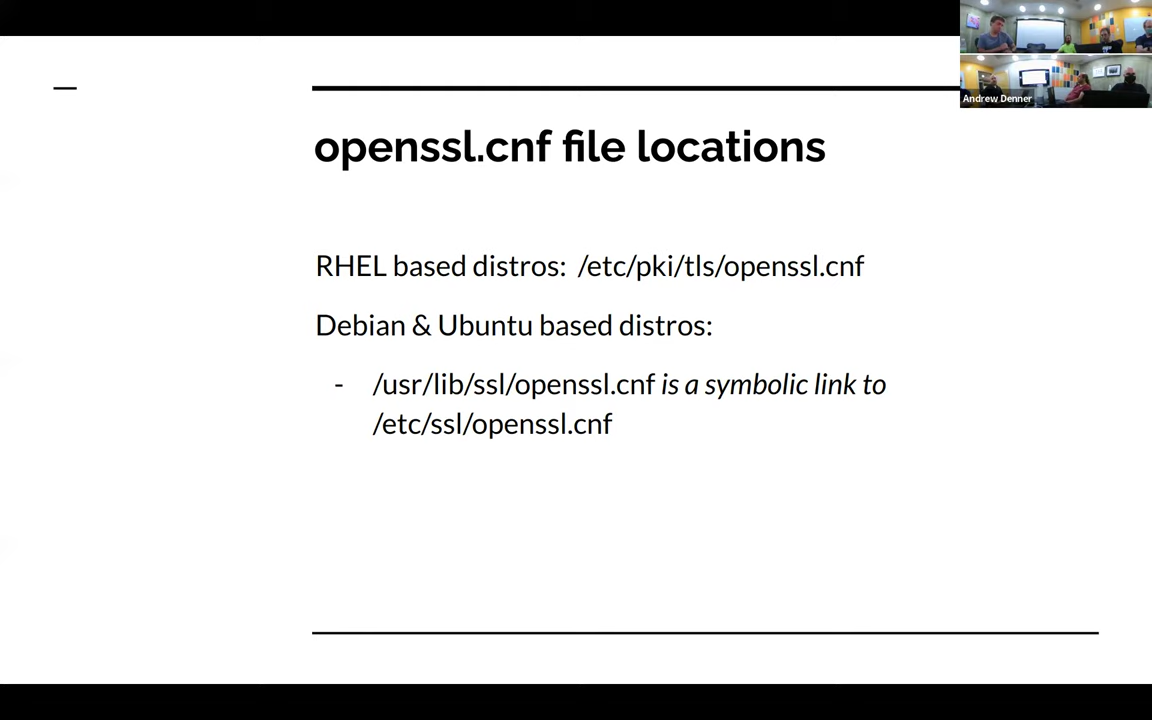 Andrew Denner
openssl.cnf file locations
RHEL based distros: /etc/pki/tls/openssl.cnf
Debian & Ubuntu based distros:
- /usr/lib/ssl/openssl.cnf is a symbolic link to
/etc/ssl/openssl.cnf